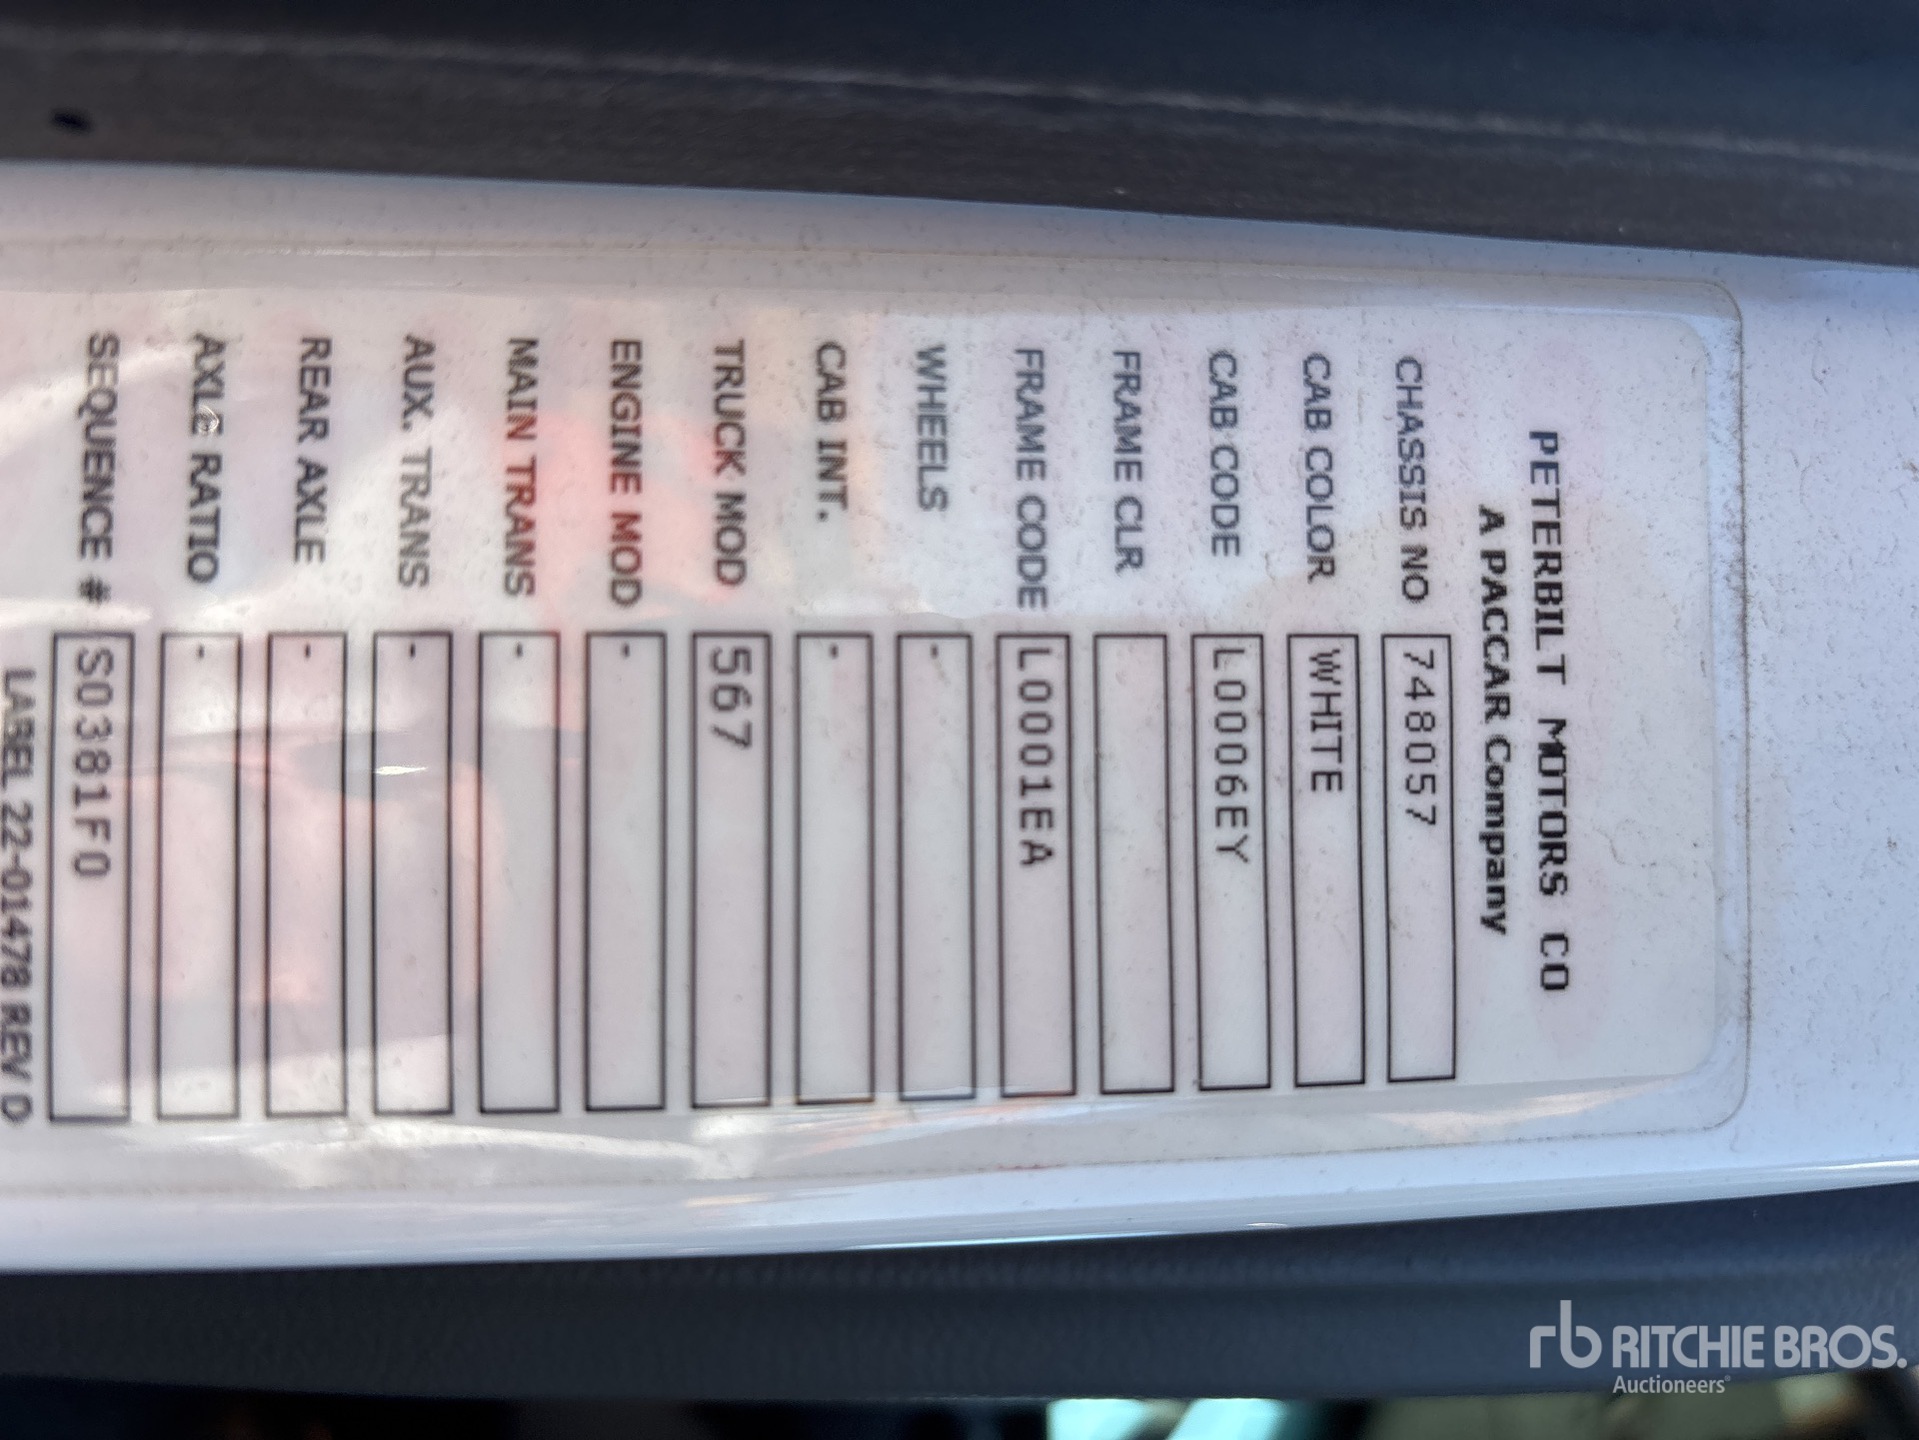 PETERBILT MOTORS CO
A PACCAR Company
CHASSIS NO 748057
CAB COLOR WHITE
CAB CODE L0006EY
FRAME CLR
FRAME CODE L0001EA
WHEELS -
CAB INT. -
TRUCK MOD 567
ENGINE MOD -
MAIN TRANS -
AUX. TRANS -
REAR AXLE -
AXLE RATIO -
SEQUENCE # S0381F0
LABEL 22-01478 REV D
rb RITCHIE BROS.
Auctioneers®